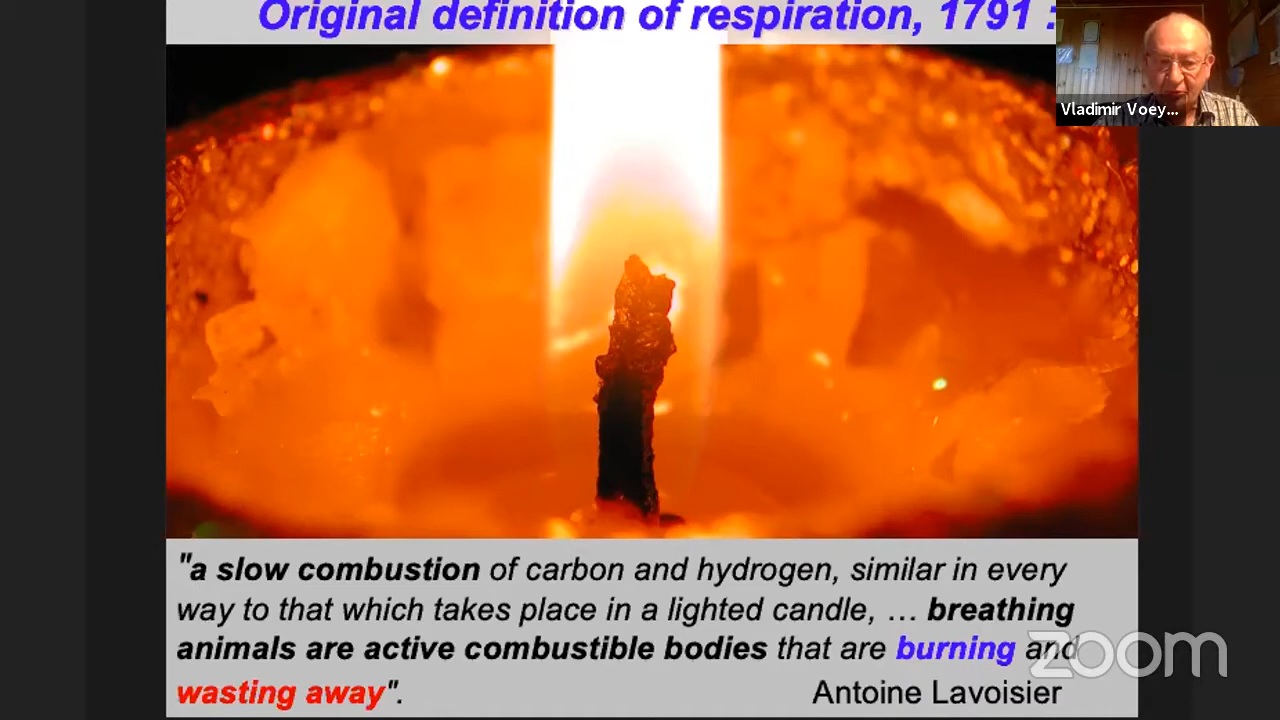 Original definition of respiration, 1791 :
Vladimir Voey...
"a slow combustion of carbon and hydrogen, similar in every
way to that which takes place in a lighted candle, … breathing
animals are active combustible bodies that are burning and
wasting away".
Antoine Lavoisier
zoom